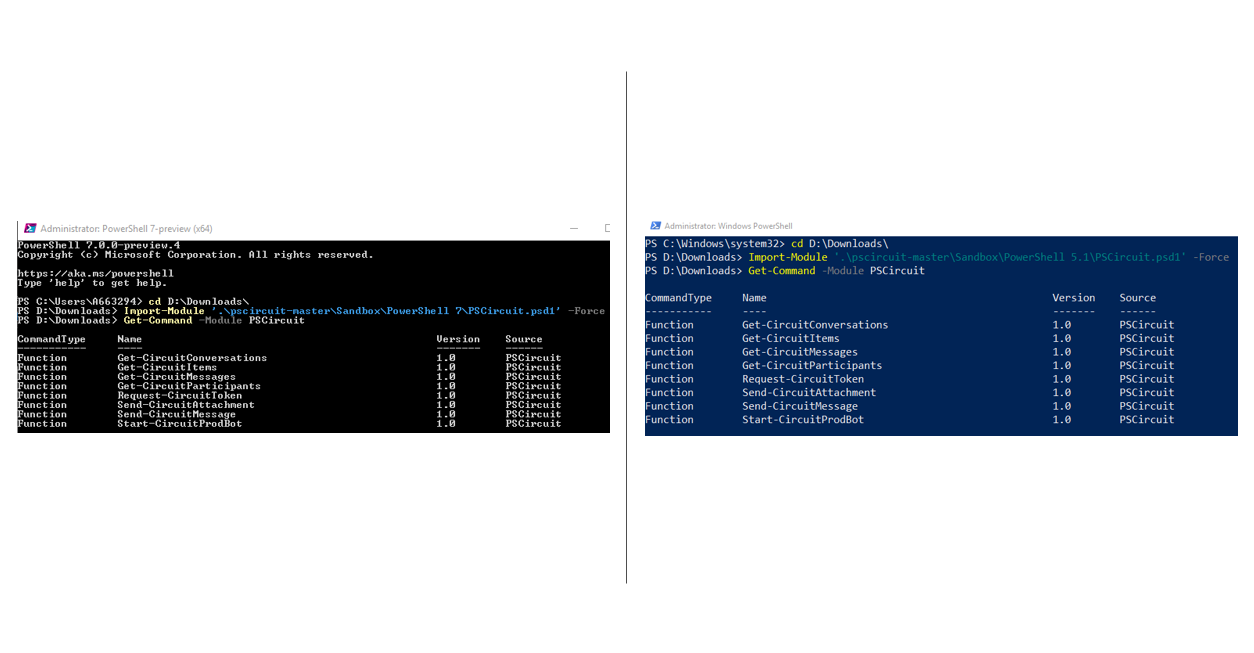 Administrator: PowerShell 7-preview (x64)
PowerShell 7.0.0-preview.4
Copyright (c) Microsoft Corporation. All rights reserved.
https://aka.ms/powershell
Type 'help' to get help.
PS C:\Users\A663294> cd D:\Downloads\
PS D:\Downloads> Import-Module '.\pscircuit-master\Sandbox\PowerShell 7\PSCircuit.psd1' -Force
PS D:\Downloads> Get-Command -Module PSCircuit
CommandType Name Version Source
----------- ---- ------- ------
Function Get-CircuitConversations 1.0 PSCircuit
Function Get-CircuitItems 1.0 PSCircuit
Function Get-CircuitMessages 1.0 PSCircuit
Function Get-CircuitParticipants 1.0 PSCircuit
Function Request-CircuitToken 1.0 PSCircuit
Function Send-CircuitAttachment 1.0 PSCircuit
Function Send-CircuitMessage 1.0 PSCircuit
Function Start-CircuitProdBot 1.0 PSCircuit
Administrator: Windows PowerShell
PS C:\Windows\system32> cd D:\Downloads\
PS D:\Downloads> Import-Module '.\pscircuit-master\Sandbox\PowerShell 5.1\PSCircuit.psd1' -Force
PS D:\Downloads> Get-Command -Module PSCircuit
CommandType Name Version Source
----------- ---- ------- ------
Function Get-CircuitConversations 1.0 PSCircuit
Function Get-CircuitItems 1.0 PSCircuit
Function Get-CircuitMessages 1.0 PSCircuit
Function Get-CircuitParticipants 1.0 PSCircuit
Function Request-CircuitToken 1.0 PSCircuit
Function Send-CircuitAttachment 1.0 PSCircuit
Function Send-CircuitMessage 1.0 PSCircuit
Function Start-CircuitProdBot 1.0 PSCircuit